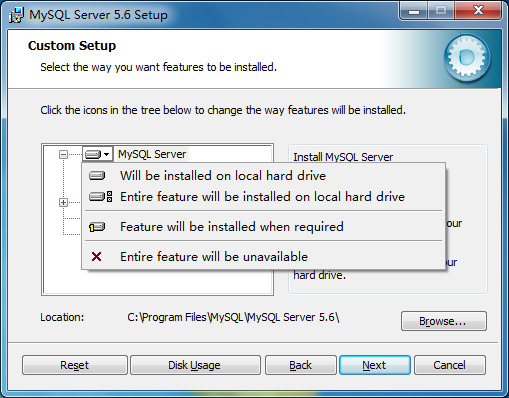 MySQL Server 5.6 Setup
Custom Setup
Select the way you want features to be installed.
Click the icons in the tree below to change the way features will be installed.
MySQL Server
Install MySQL Server
Will be installed on local hard drive
Entire feature will be installed on local hard drive
Feature will be installed when required
your
Entire feature will be unavailable
your
hard drive.
Location:
C:\Program Files\MySQL\MySQL Server 5.6\
Browse...
Reset
Disk Usage
Back
Next
Cancel